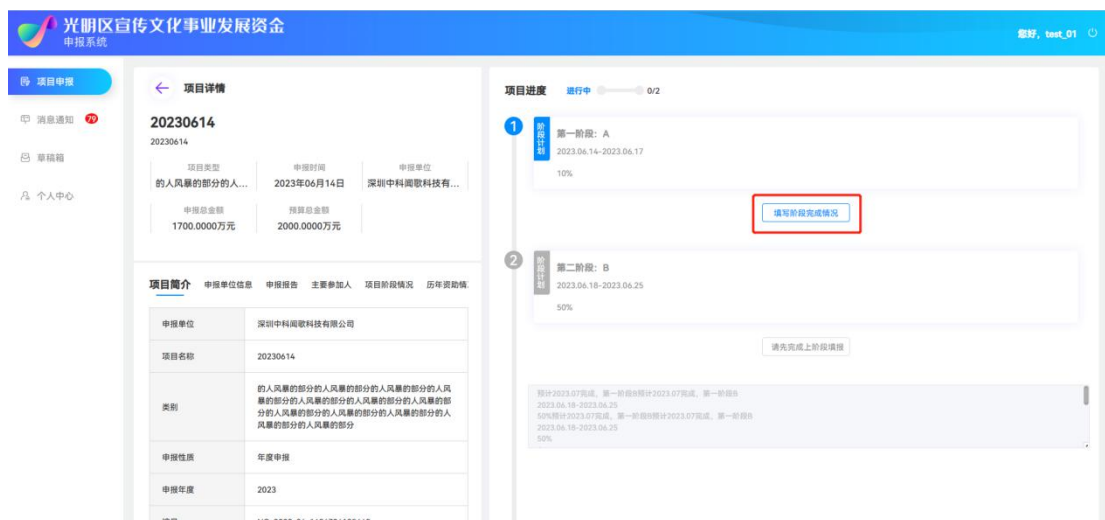 光明区宣传文化事业发展资金
申报系统
您好，test_01
项目申报
消息通知 79
草稿箱
个人中心
项目详情
20230614
20230614
项目类型 申报时间 申报单位
的人风暴的部分的人... 2023年06月14日 深圳中科闻歌科技有...
申报总金额 预算总金额
1700.0000万元 2000.0000万元
项目简介 申报单位信息 申报报告 主要参加人 项目阶段情况 历年资助情
申报单位 深圳中科闻歌科技有限公司
项目名称 20230614
类别
的人风暴的部分的人风暴的部分的人风暴的部分的人风
暴的部分的人风暴的部分的人风暴的部分的人风暴的部
分的人风暴的部分的人风暴的部分的人风暴的部分的人
风暴的部分的人风暴的部分
申报性质 年度申报
申报年度 2023
项目进度 进行中 0/2
1
阶段计划
第一阶段：A
2023.06.14-2023.06.17
10%
填写阶段完成情况
2
阶段计划
第二阶段：B
2023.06.18-2023.06.25
50%
请先完成上阶段填报
预计2023.07完成，第一阶段B预计2023.07完成，第一阶段B
2023.06.18-2023.06.25
50%预计2023.07完成，第一阶段B预计2023.07完成，第一阶段B
2023.06.18-2023.06.25
50%